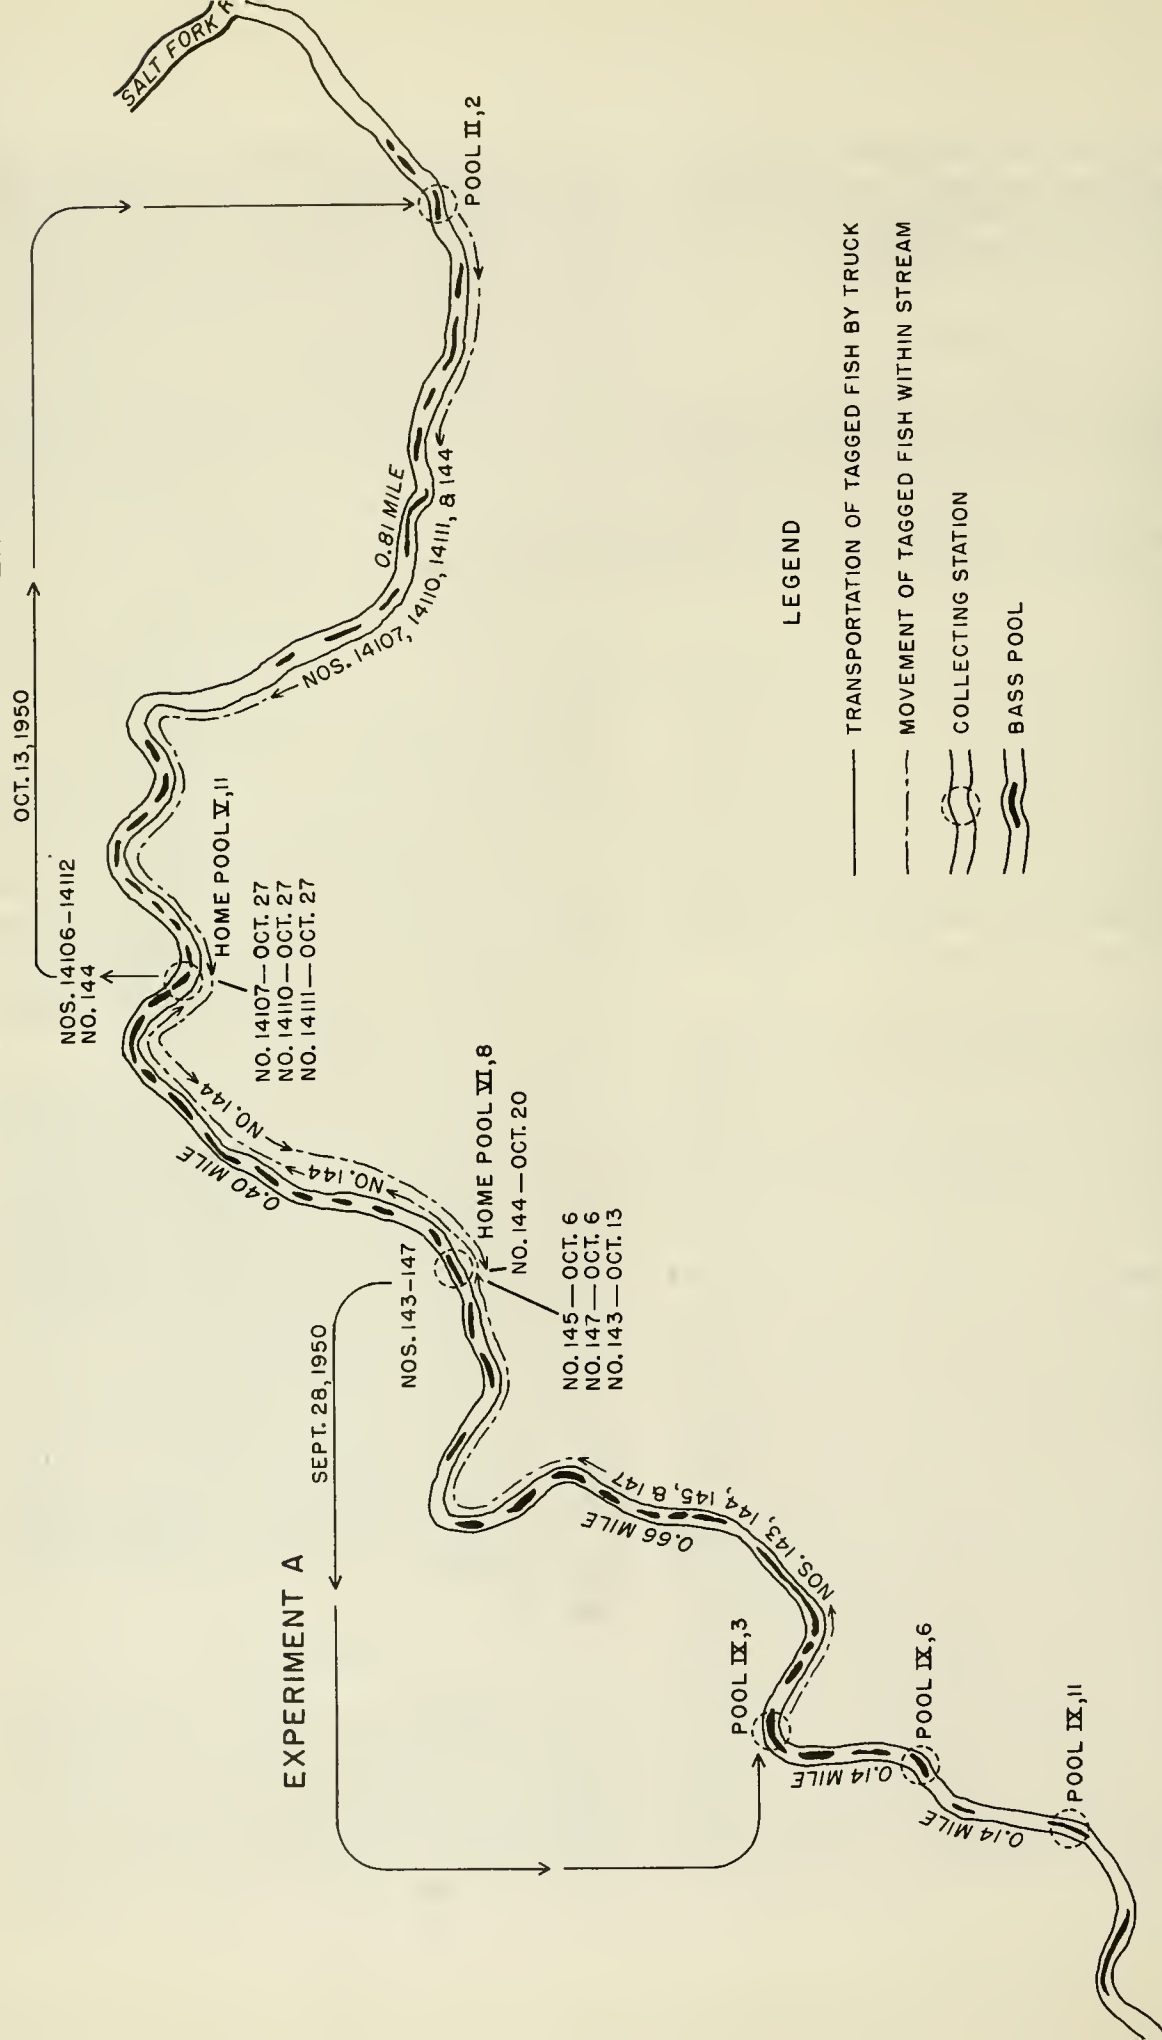 EXPERIMENT A
SEPT. 28, 1950
OCT. 13, 1950
NOS. 14106–14112
NO. 144
SALT FORK
NOS. 143–147
POOL IX,3
0.14 MILE
POOL IX,6
0.14 MILE
POOL IX,11
0.66 MILE
NOS. 143, 144, 145, & 147
HOME POOL VI,8
NO. 144 — OCT. 20
NO. 145 — OCT. 6
NO. 147 — OCT. 6
NO. 143 — OCT. 13
0.40 MILE
NO. 144
NO. 144
HOME POOL V,11
NO. 14107 — OCT. 27
NO. 14110 — OCT. 27
NO. 14111 — OCT. 27
0.81 MILE
NOS. 14107, 14110, 14111, & 144
POOL II,2
LEGEND
TRANSPORTATION OF TAGGED FISH BY TRUCK
MOVEMENT OF TAGGED FISH WITHIN STREAM
COLLECTING STATION
BASS POOL